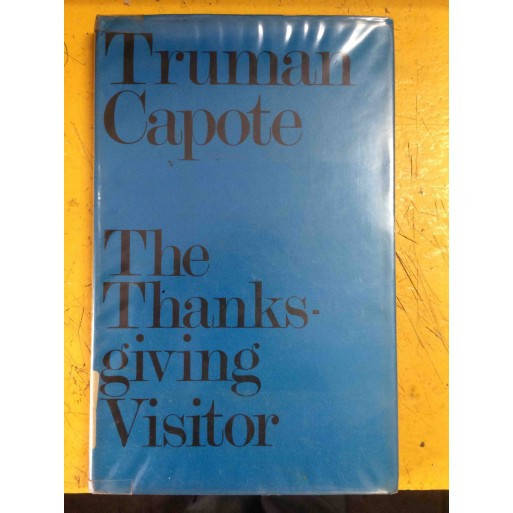 Truman
Capote
The
Thanks-
giving
Visitor